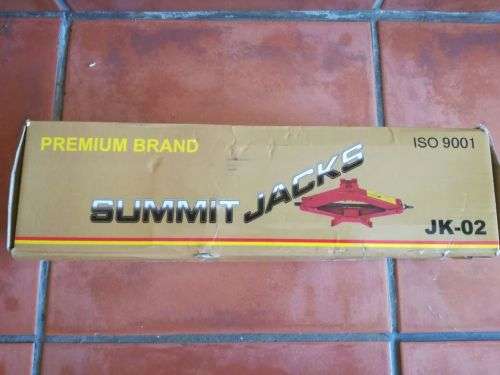 PREMIUM BRAND
ISO 9001
SUMMIT JACKS
JK-02